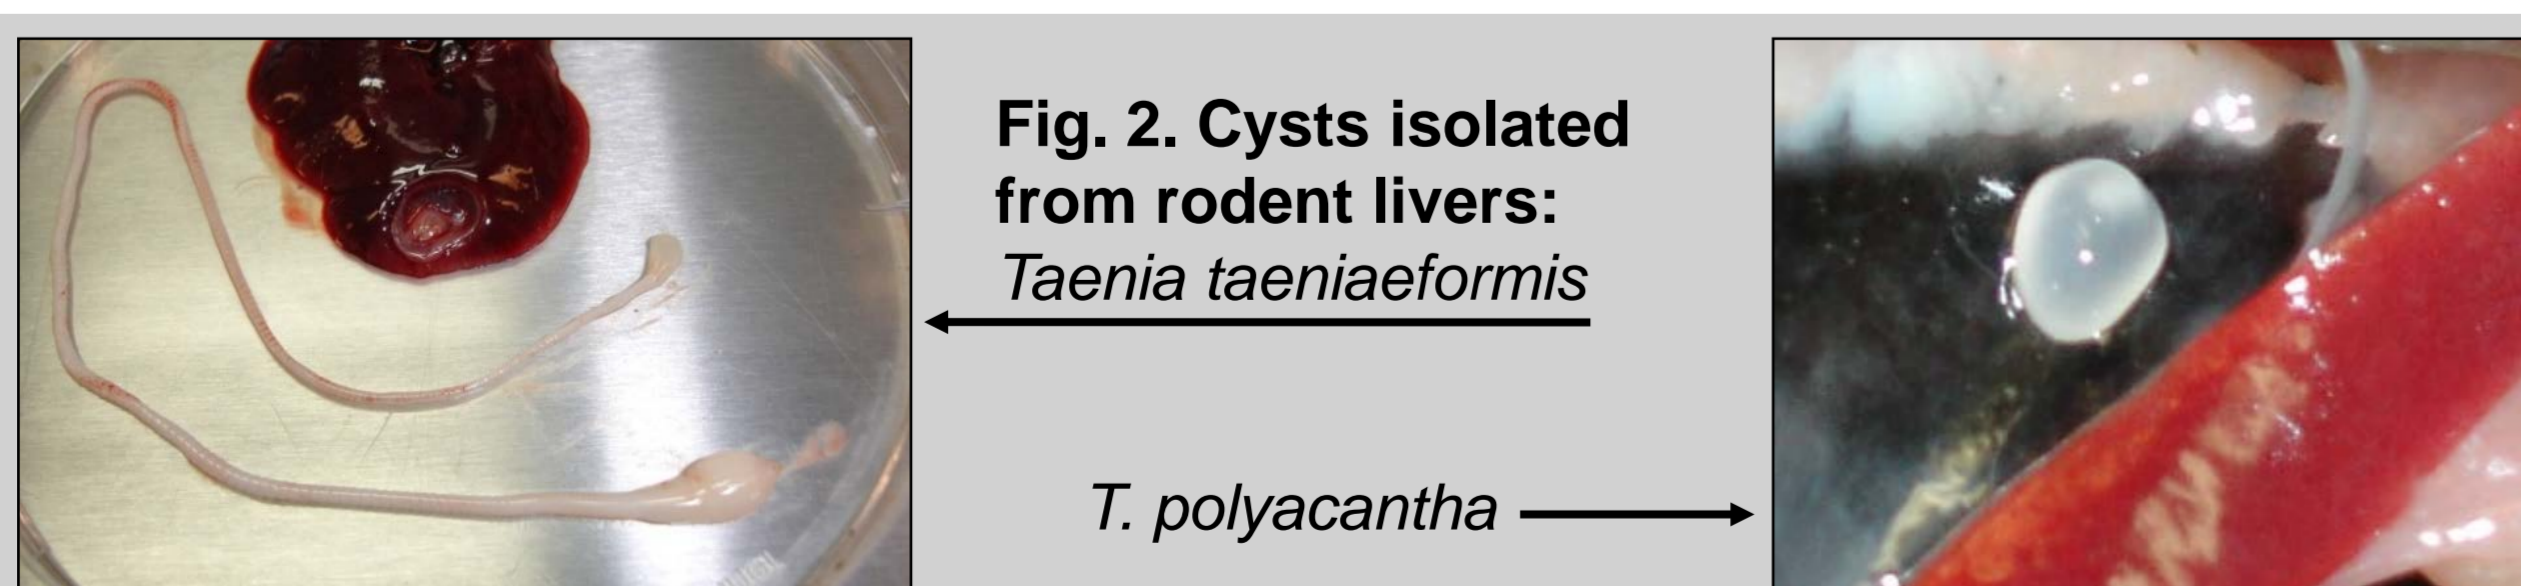 Fig. 2. Cysts isolated
from rodent livers:
Taenia taeniaeformis
T. polyacantha